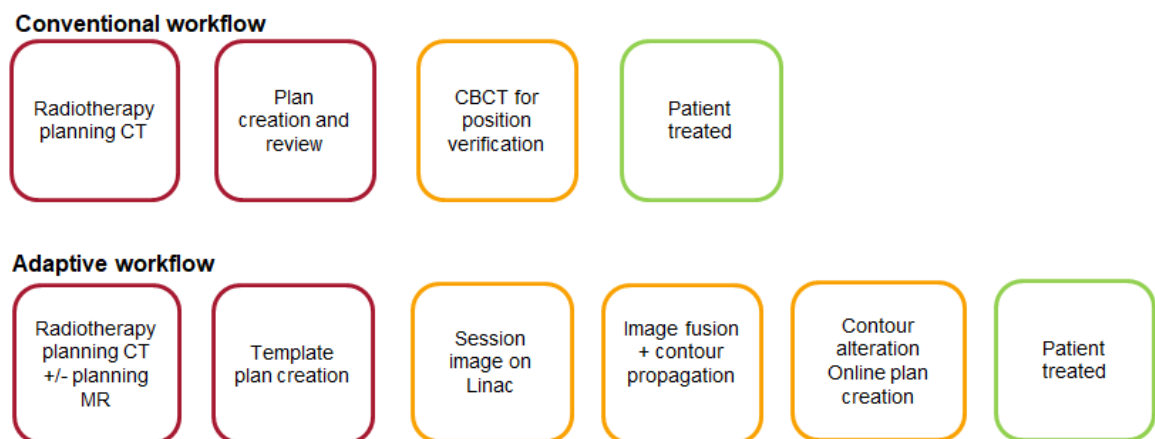 Conventional workflow
Radiotherapy
planning CT
Plan
creation and
review
CBCT for
position
verification
Patient
treated
Adaptive workflow
Radiotherapy
planning CT
+/- planning
MR
Template
plan creation
Session
image on
Linac
Image fusion
+ contour
propagation
Contour
alteration
Online plan
creation
Patient
treated